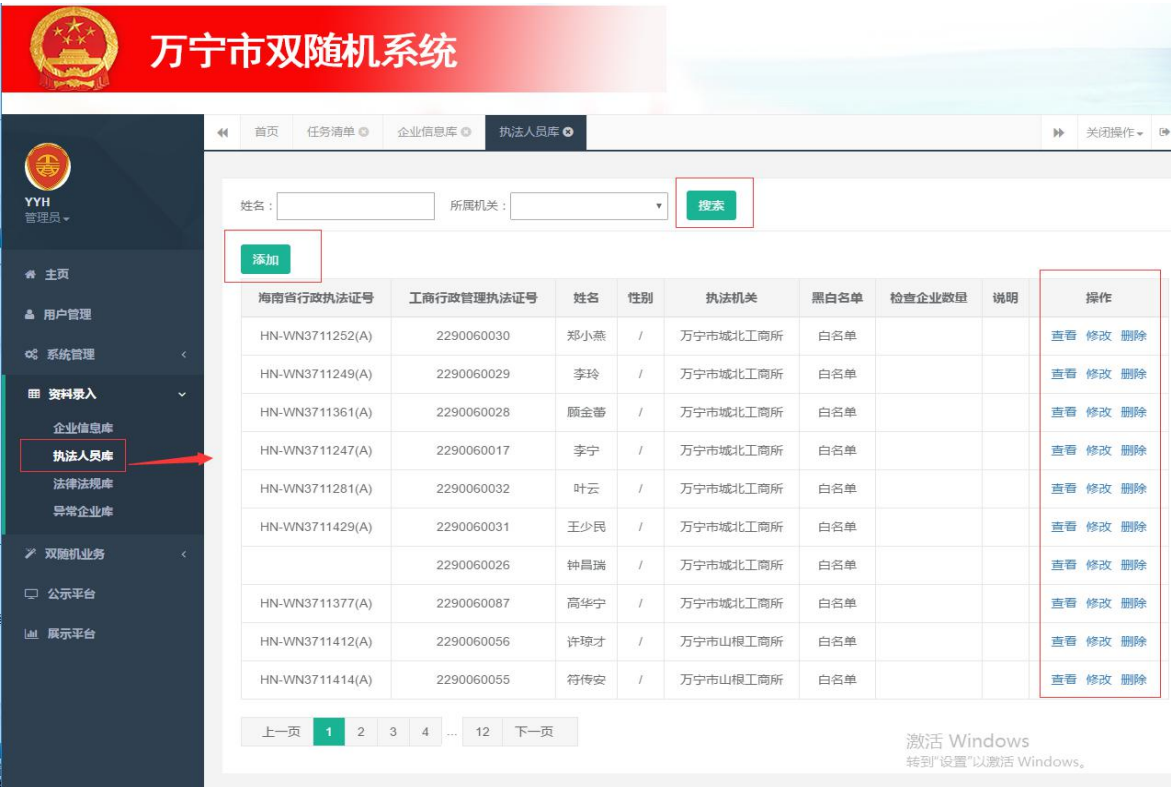 万宁市双随机系统
首页 任务清单 企业信息库 执法人员库 关闭操作
YYH
管理员
主页
用户管理
系统管理
资料录入
企业信息库
执法人员库
法律法规库
异常企业库
双随机业务
公示平台
展示平台
姓名： 所属机关： 搜索
添加
海南省行政执法证号 工商行政管理执法证号 姓名 性别 执法机关 黑白名单 检查企业数量 说明 操作
HN-WN3711252(A) 2290060030 郑小燕 / 万宁市城北工商所 白名单 查看 修改 删除
HN-WN3711249(A) 2290060029 李玲 / 万宁市城北工商所 白名单 查看 修改 删除
HN-WN3711361(A) 2290060028 顾金蕾 / 万宁市城北工商所 白名单 查看 修改 删除
HN-WN3711247(A) 2290060017 李宁 / 万宁市城北工商所 白名单 查看 修改 删除
HN-WN3711281(A) 2290060032 叶云 / 万宁市城北工商所 白名单 查看 修改 删除
HN-WN3711429(A) 2290060031 王少民 / 万宁市城北工商所 白名单 查看 修改 删除
2290060026 钟昌瑞 / 万宁市城北工商所 白名单 查看 修改 删除
HN-WN3711377(A) 2290060087 高华宁 / 万宁市城北工商所 白名单 查看 修改 删除
HN-WN3711412(A) 2290060056 许琼才 / 万宁市山根工商所 白名单 查看 修改 删除
HN-WN3711414(A) 2290060055 符传安 / 万宁市山根工商所 白名单 查看 修改 删除
上一页 1 2 3 4 ... 12 下一页
激活 Windows
转到"设置"以激活 Windows。